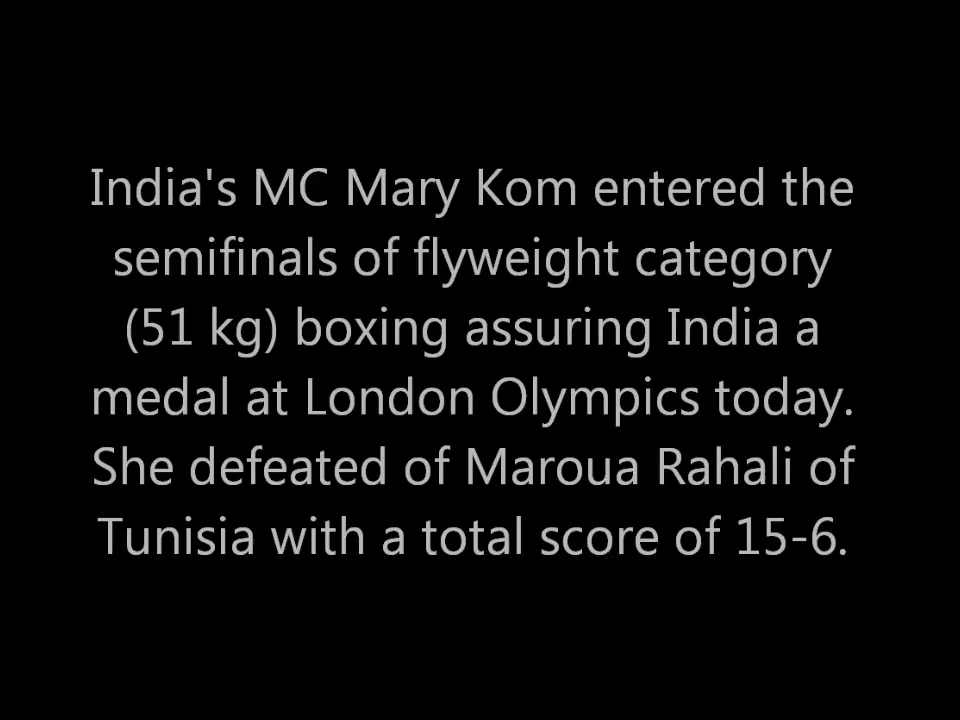 India's MC Mary Kom entered the
semifinals of flyweight category
(51 kg) boxing assuring India a
medal at London Olympics today.
She defeated of Maroua Rahali of
Tunisia with a total score of 15-6.